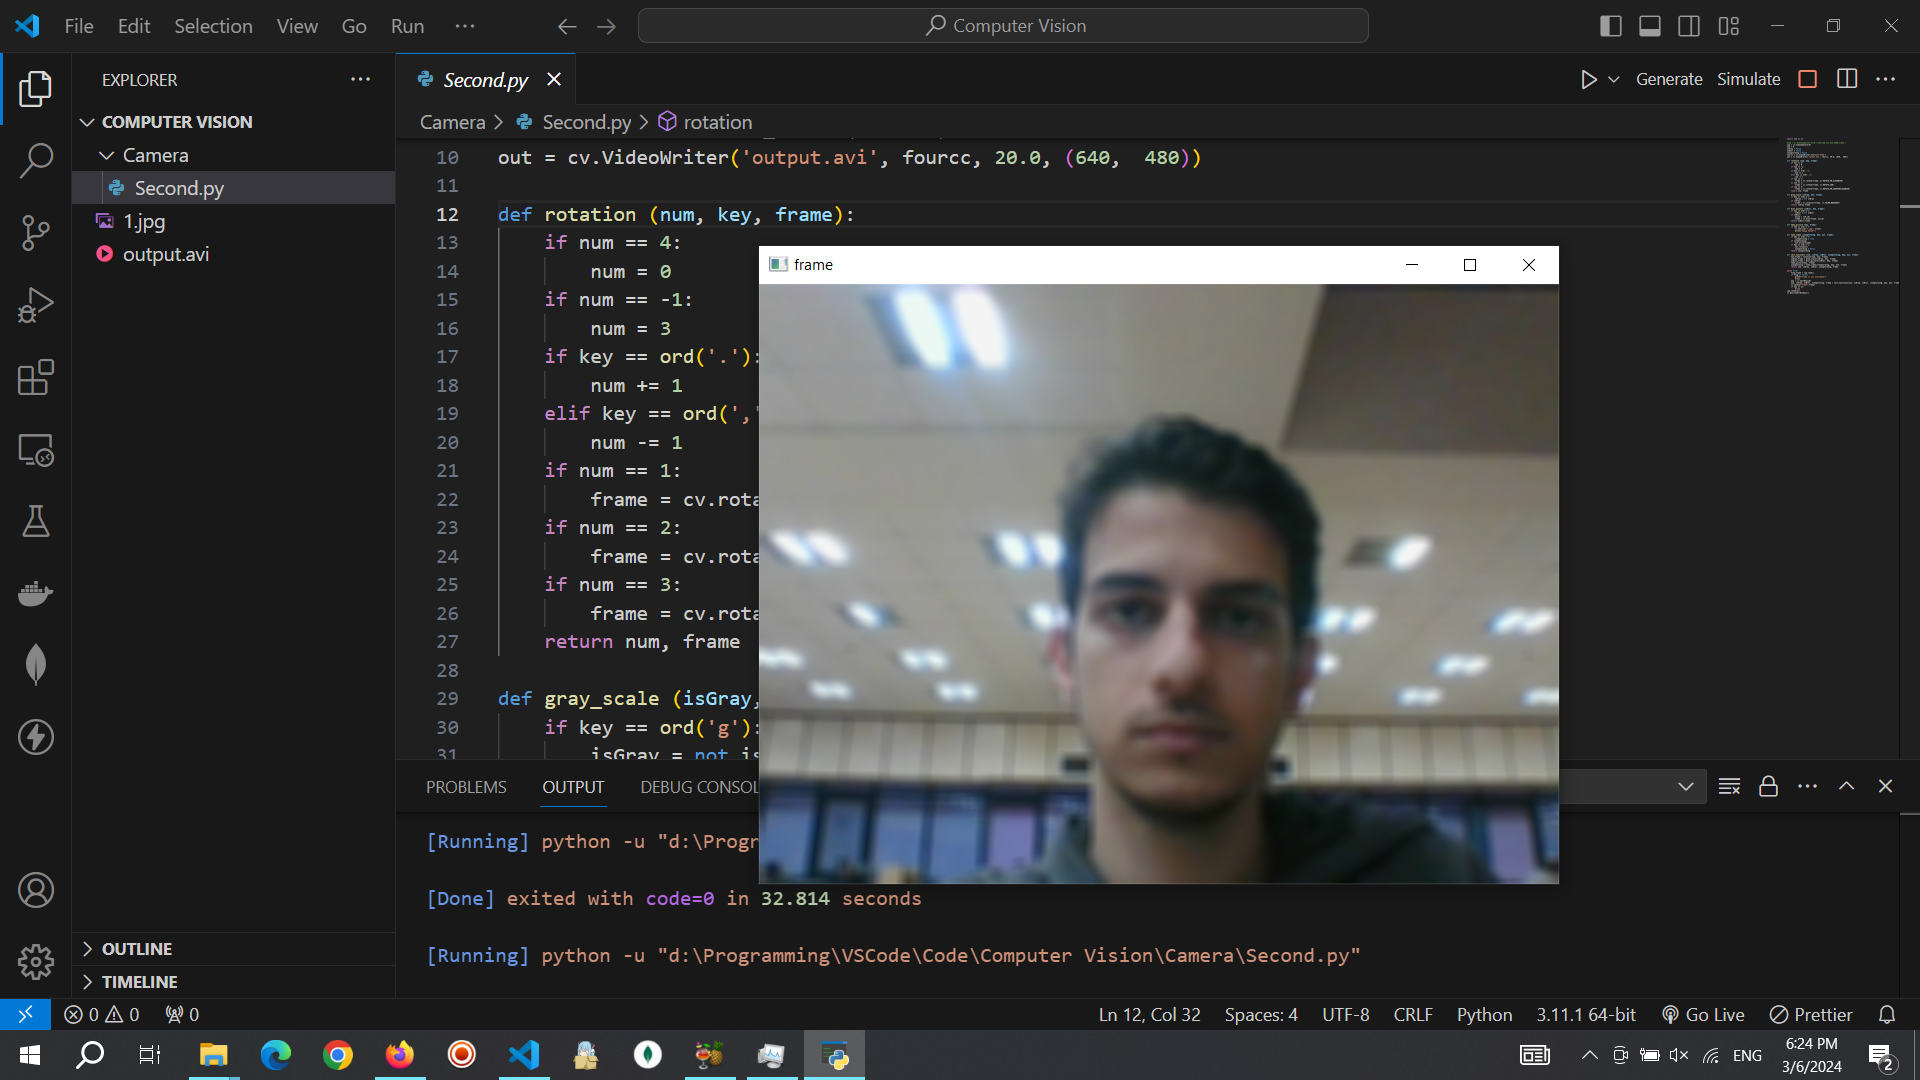 File Edit Selection View Go Run ···
Computer Vision
EXPLORER
COMPUTER VISION
Camera
Second.py
1.jpg
output.avi
OUTLINE
TIMELINE
Second.py
Generate Simulate
Camera > Second.py > rotation
10 out = cv.VideoWriter('output.avi', fourcc, 20.0, (640,  480))
11
12 def rotation (num, key, frame):
13     if num == 4:
14         num = 0
15     if num == -1:
16         num = 3
17     if key == ord('.'):
18         num += 1
19     elif key == ord(','
20         num -= 1
21     if num == 1:
22         frame = cv.rota
23     if num == 2:
24         frame = cv.rota
25     if num == 3:
26         frame = cv.rota
27     return num, frame
28
29 def gray_scale (isGray,
30     if key == ord('g'):
31         isGray = not is
frame
PROBLEMS OUTPUT DEBUG CONSOL
[Running] python -u "d:\Progr
[Done] exited with code=0 in 32.814 seconds
[Running] python -u "d:\Programming\VSCode\Code\Computer Vision\Camera\Second.py"
0 0 0
Ln 12, Col 32 Spaces: 4 UTF-8 CRLF Python 3.11.1 64-bit Go Live Prettier
ENG
6:24 PM
3/6/2024
2